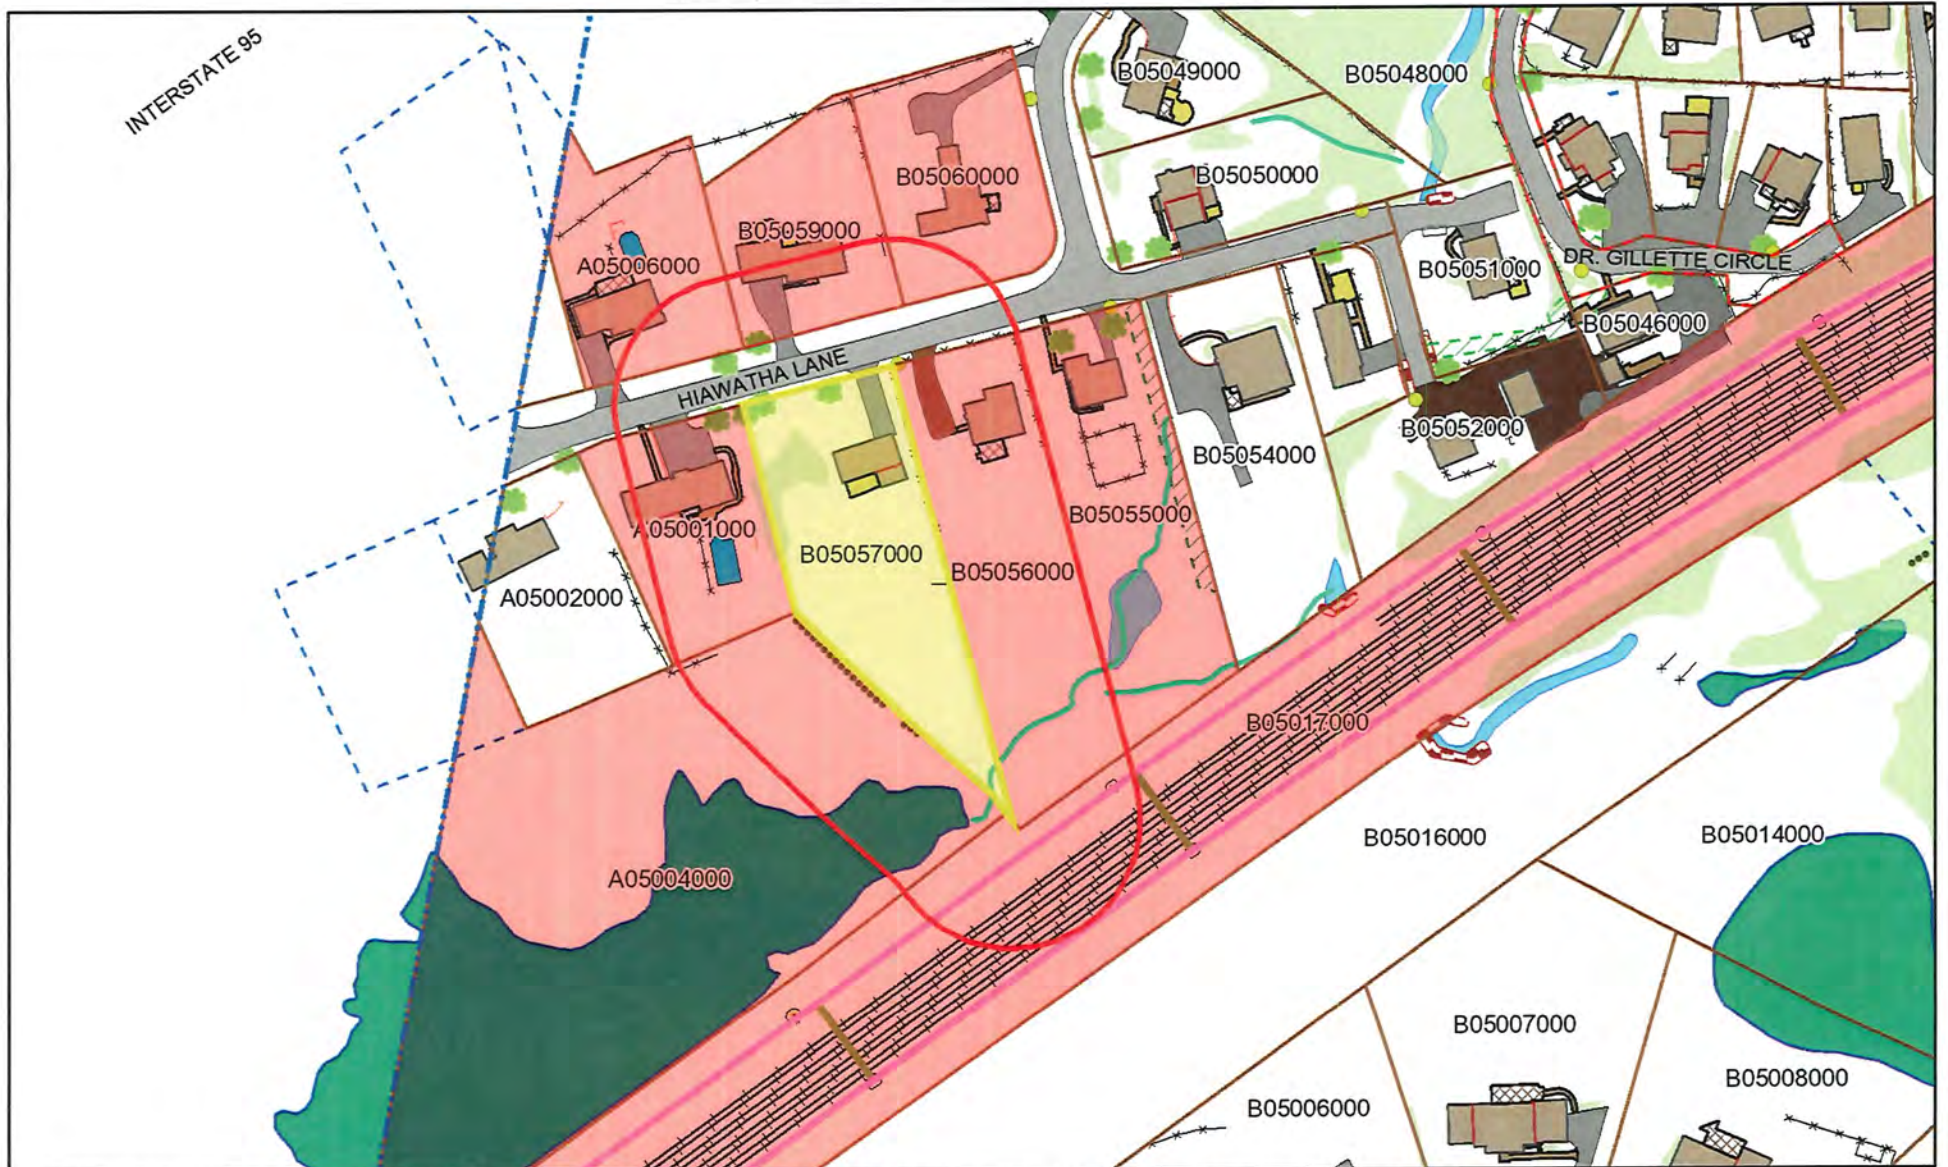 INTERSTATE 95
B05049000
B05048000
B05060000
B05050000
B05059000
A05006000
DR. GILLETTE CIRCLE
B05051000
B05046000
HIAWATHA LANE
B05052000
B05054000
A05001000
B05055000
B05057000
B05056000
A05002000
B05017000
B05016000
B05014000
A05004000
B05007000
B05008000
B05006000